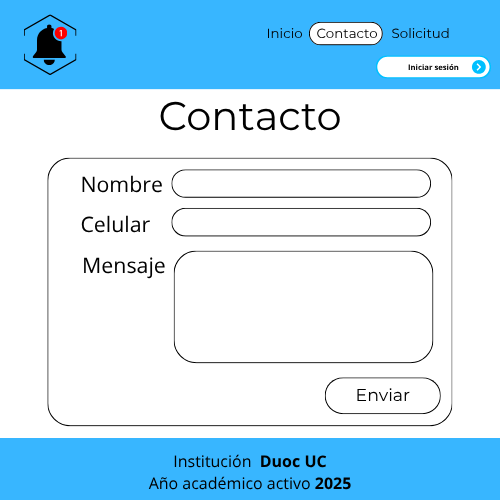 1
Inicio Contacto Solicitud
Iniciar sesión
Contacto
Nombre
Celular
Mensaje
Enviar
Institución Duoc UC
Año académico activo 2025